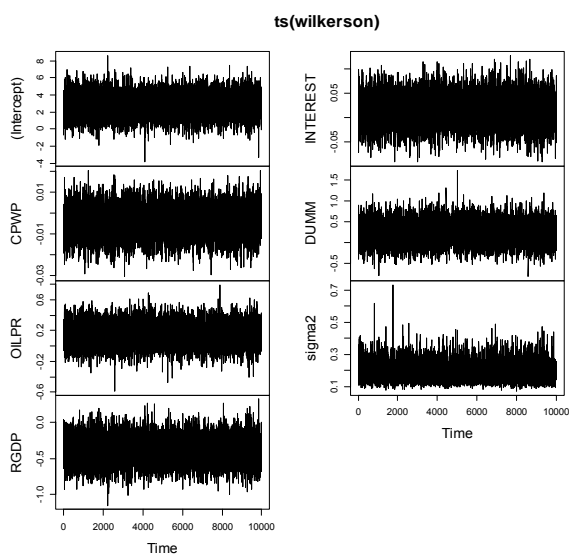 ts(wilkerson)
(Intercept)
-4 -2 0 2 4 6 8
CPWP
-0.03 -0.01 0.01
OILPR
-0.6 -0.2 0.2 0.6
RGDP
-1.0 -0.5 0.0
0 2000 4000 6000 8000 10000
Time
INTEREST
-0.05 0.05
DUMM
-0.5 0.5 1.0 1.5
sigma2
0.1 0.3 0.5 0.7
0 2000 4000 6000 8000 10000
Time